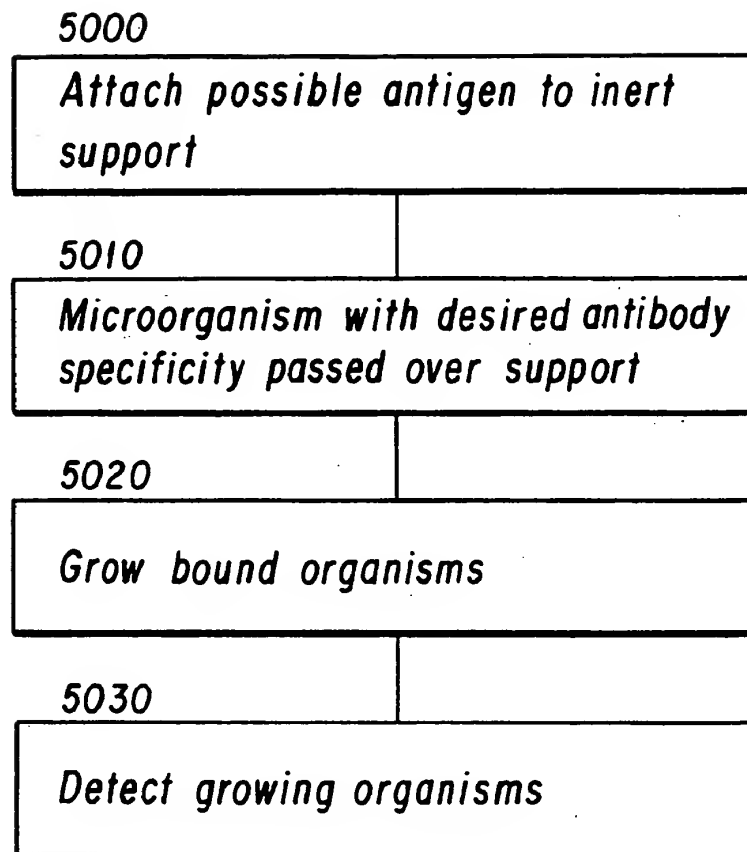 5000
Attach possible antigen to inert
support
5010
Microorganism with desired antibody
specificity passed over support
5020
Grow bound organisms
5030
Detect growing organisms